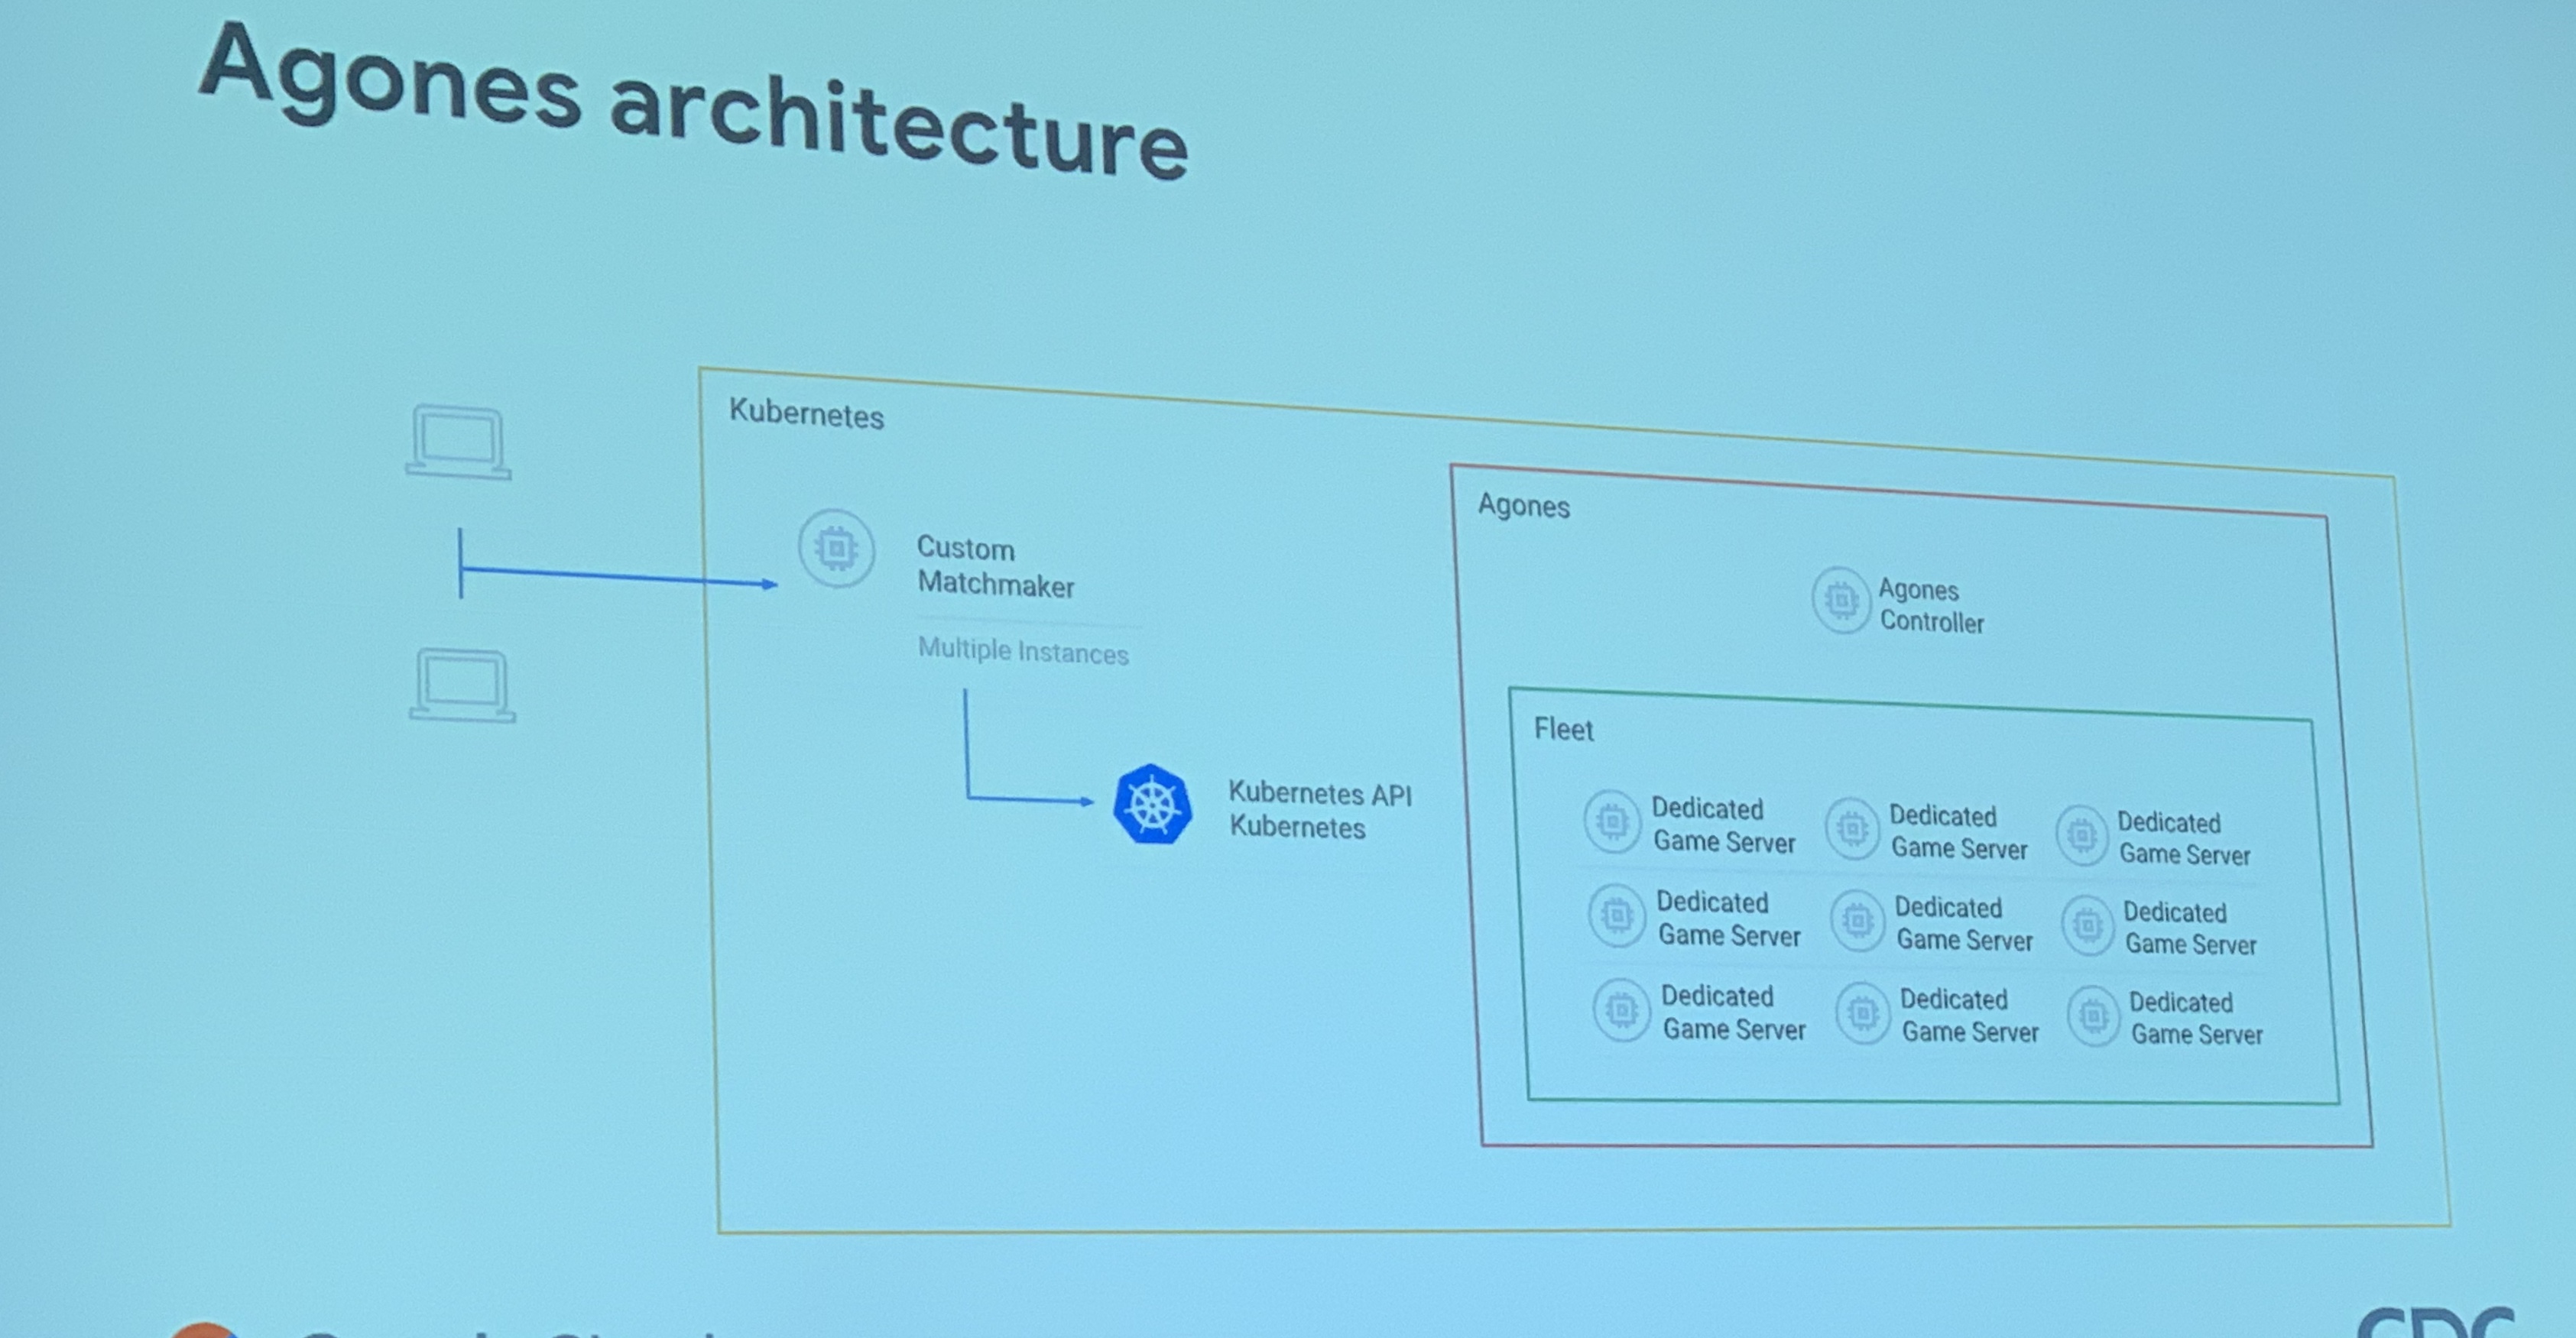 Agones architecture
Kubernetes
Custom
Matchmaker
Multiple Instances
Kubernetes API
Kubernetes
Agones
Agones
Controller
Fleet
Dedicated
Game Server
Dedicated
Game Server
Dedicated
Game Server
Dedicated
Game Server
Dedicated
Game Server
Dedicated
Game Server
Dedicated
Game Server
Dedicated
Game Server
Dedicated
Game Server